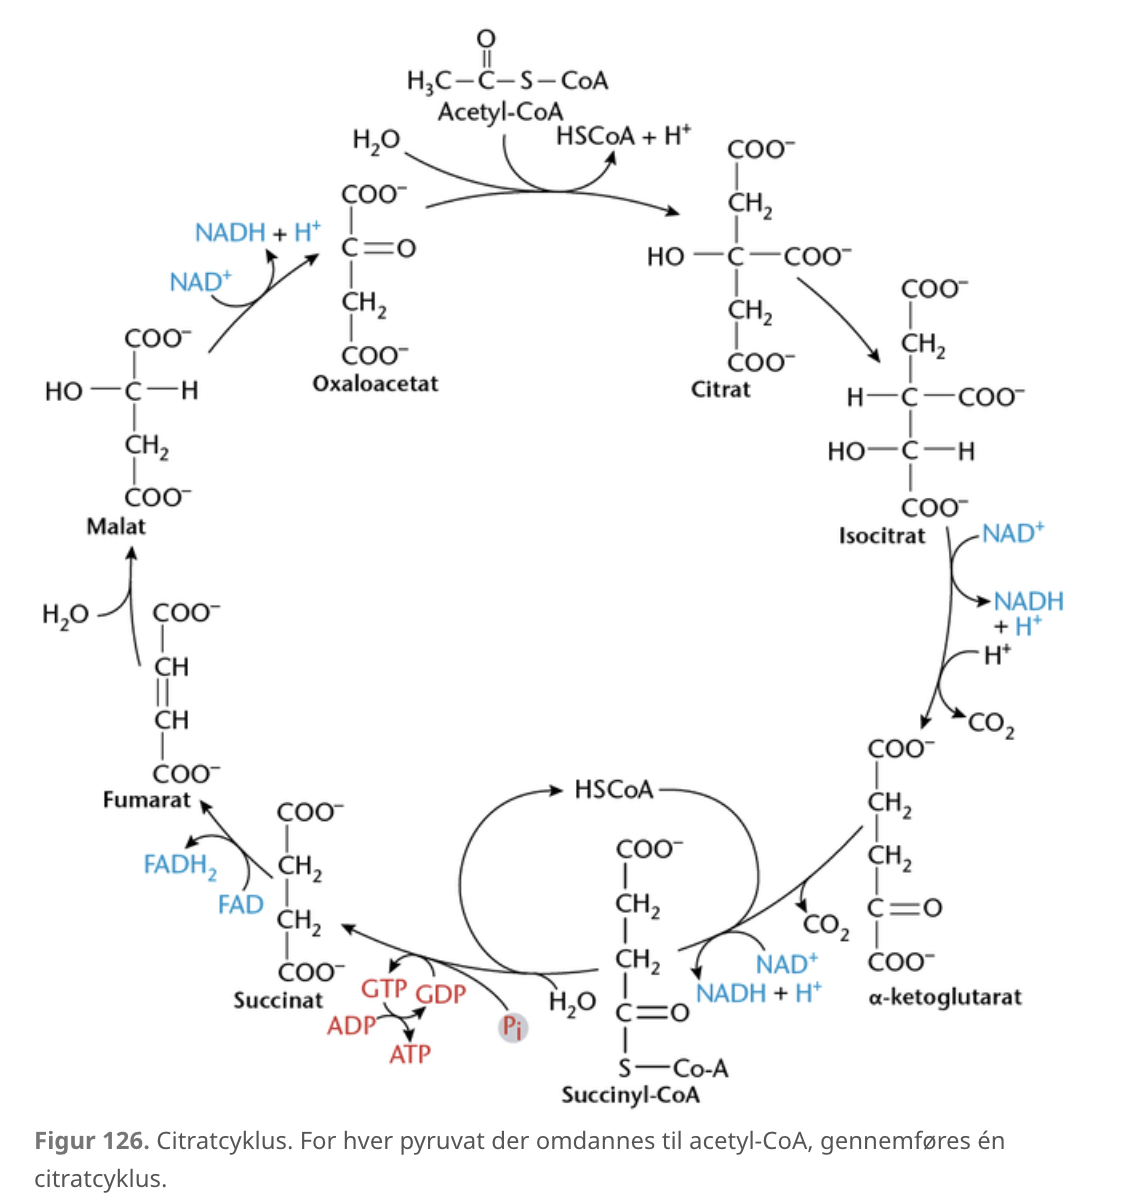 O
H₃C–C–S–CoA
Acetyl-CoA
H₂O
HSCoA + H⁺
COO⁻
C=O
CH₂
COO⁻
Oxaloacetat
COO⁻
CH₂
HO–C–COO⁻
CH₂
COO⁻
Citrat
COO⁻
CH₂
H–C–COO⁻
HO–C–H
COO⁻
Isocitrat
NAD⁺
NADH
+ H⁺
H⁺
CO₂
COO⁻
CH₂
CH₂
C=O
COO⁻
α-ketoglutarat
CO₂
NAD⁺
NADH + H⁺
HSCoA
COO⁻
CH₂
CH₂
C=O
S–Co-A
Succinyl-CoA
H₂O
Pi
GTP GDP
ADP
ATP
COO⁻
CH₂
CH₂
COO⁻
Succinat
FAD
FADH₂
COO⁻
CH
CH
COO⁻
Fumarat
H₂O
COO⁻
HO–C–H
CH₂
COO⁻
Malat
NAD⁺
NADH + H⁺
Figur 126. Citratcyklus. For hver pyruvat der omdannes til acetyl-CoA, gennemføres én
citratcyklus.